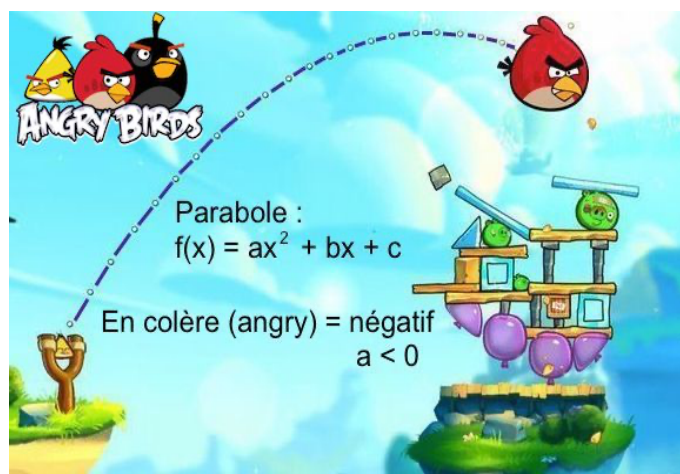 ANGRY BIRDS
Parabole :
f(x) = ax² + bx + c
En colère (angry) = négatif
a < 0